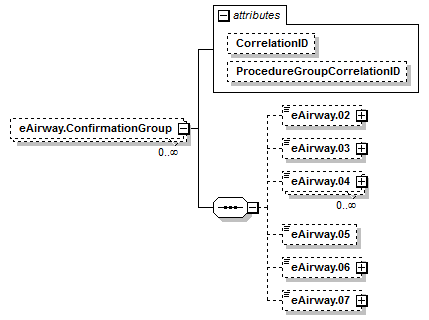 attributes
CorrelationID
ProcedureGroupCorrelationID
eAirway.ConfirmationGroup
0..∞
eAirway.02
eAirway.03
eAirway.04
0..∞
eAirway.05
eAirway.06
eAirway.07